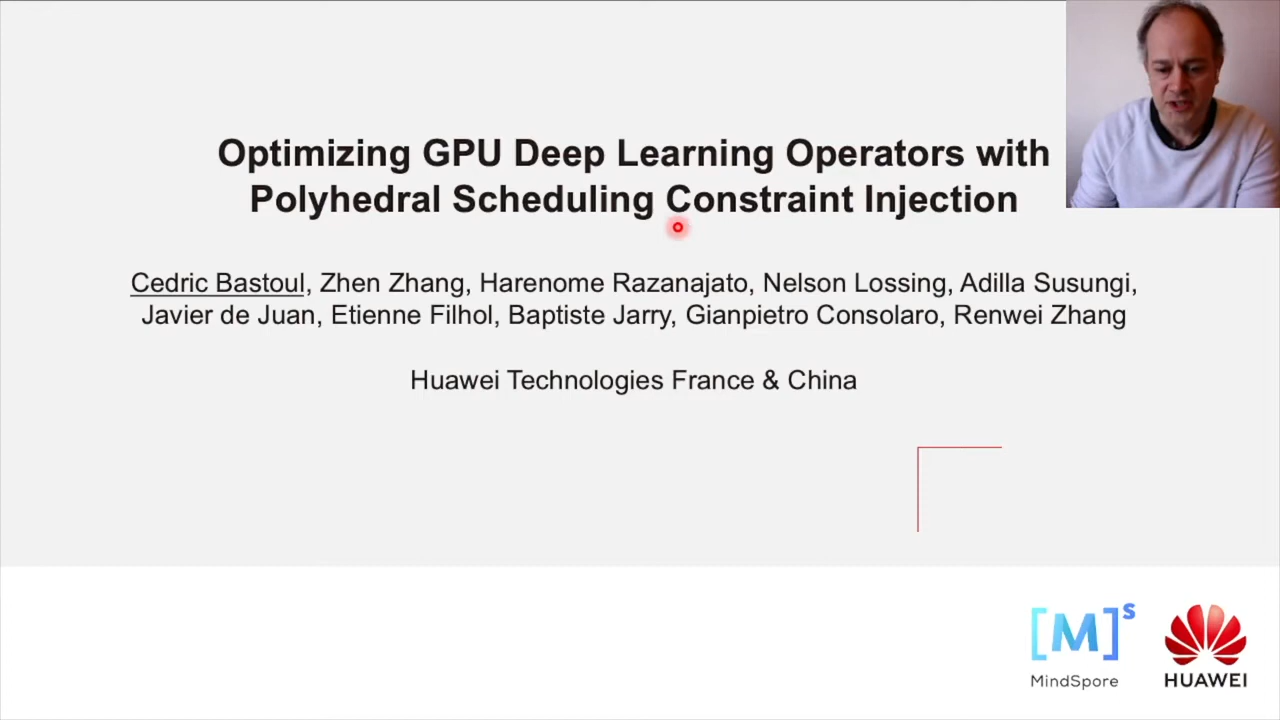 Optimizing GPU Deep Learning Operators with
Polyhedral Scheduling Constraint Injection
Cedric Bastoul, Zhen Zhang, Harenome Razanajato, Nelson Lossing, Adilla Susungi,
Javier de Juan, Etienne Filhol, Baptiste Jarry, Gianpietro Consolaro, Renwei Zhang
Huawei Technologies France & China
[M]s
MindSpore
HUAWEI